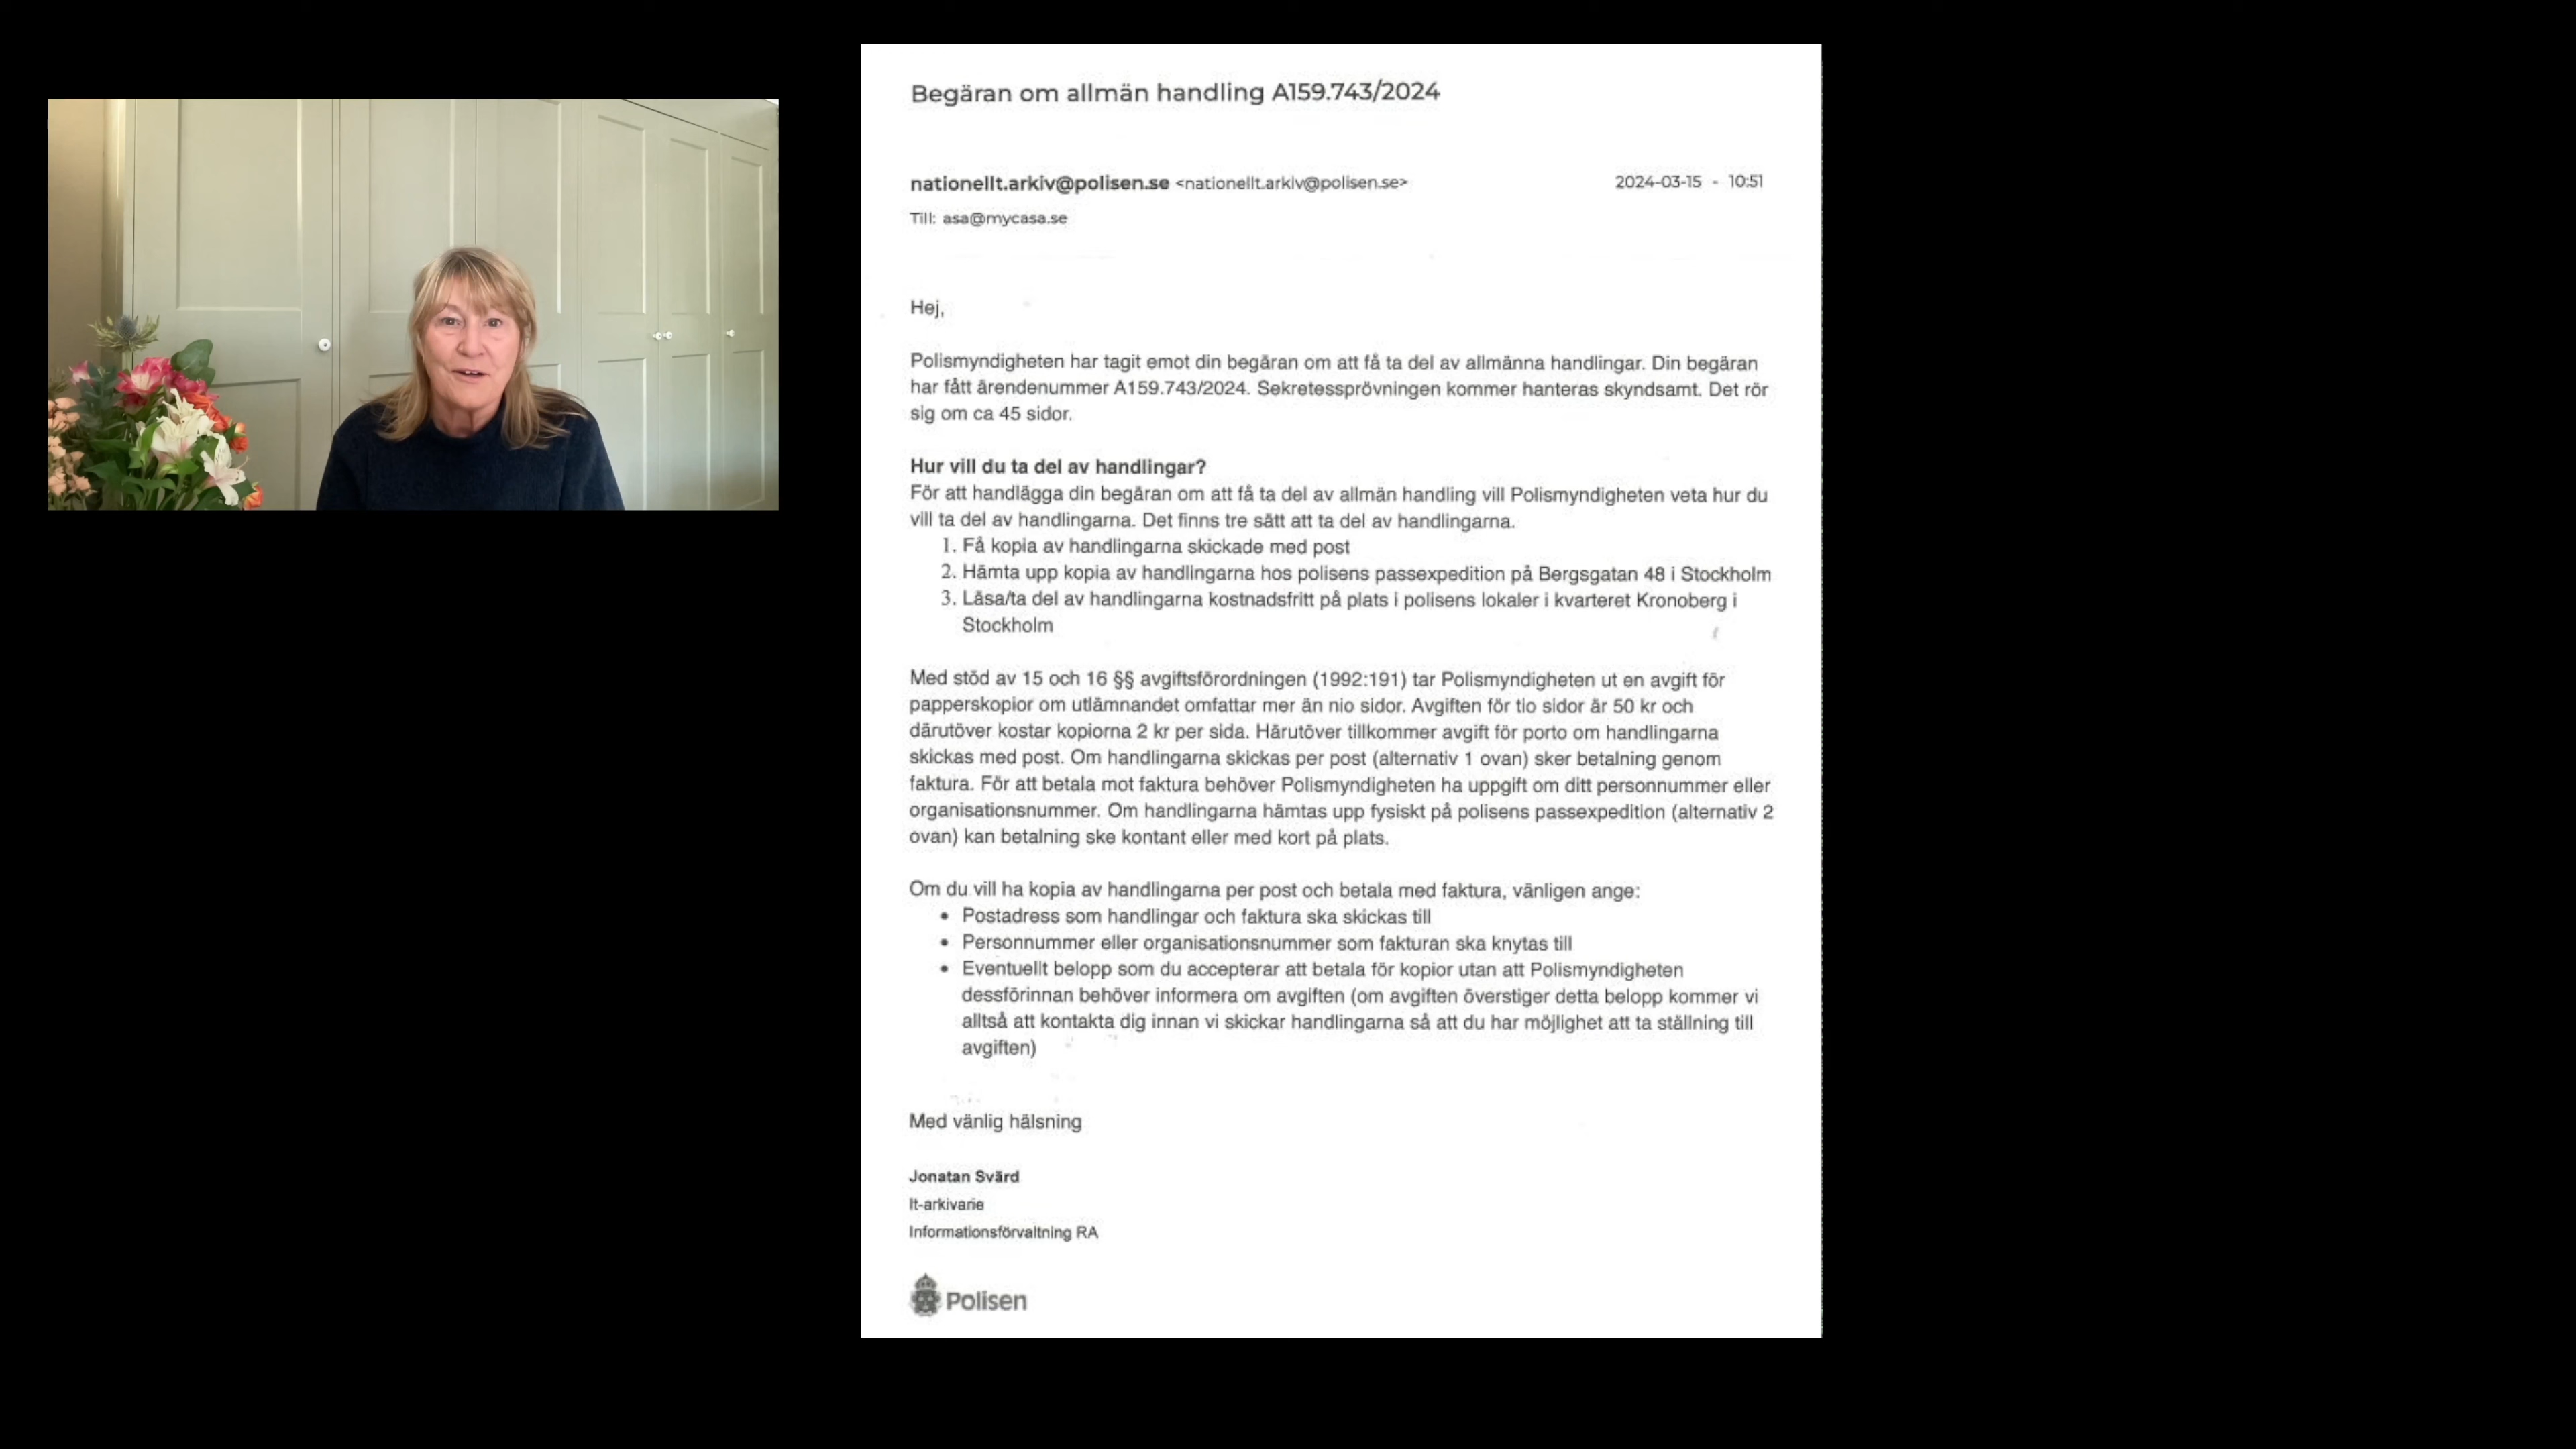 Begäran om allmän handling A159.743/2024
nationellt.arkiv@polisen.se <nationellt.arkiv@polisen.se>
2024-03-15 - 10:51
Till: asa@mycasa.se
Hej,
Polismyndigheten har tagit emot din begäran om att få ta del av allmänna handlingar. Din begäran
har fått ärendenummer A159.743/2024. Sekretessprövningen kommer hanteras skyndsamt. Det rör
sig om ca 45 sidor.
Hur vill du ta del av handlingar?
För att handlägga din begäran om att få ta del av allmän handling vill Polismyndigheten veta hur du
vill ta del av handlingarna. Det finns tre sätt att ta del av handlingarna.
1. Få kopia av handlingarna skickade med post
2. Hämta upp kopia av handlingarna hos polisens passexpedition på Bergsgatan 48 i Stockholm
3. Läsa/ta del av handlingarna kostnadsfritt på plats i polisens lokaler i kvarteret Kronoberg i
Stockholm
Med stöd av 15 och 16 §§ avgiftsförordningen (1992:191) tar Polismyndigheten ut en avgift för
papperskopior om utlämnandet omfattar mer än nio sidor. Avgiften för tio sidor är 50 kr och
därutöver kostar kopiorna 2 kr per sida. Härutöver tillkommer avgift för porto om handlingarna
skickas med post. Om handlingarna skickas per post (alternativ 1 ovan) sker betalning genom
faktura. För att betala mot faktura behöver Polismyndigheten ha uppgift om ditt personnummer eller
organisationsnummer. Om handlingarna hämtas upp fysiskt på polisens passexpedition (alternativ 2
ovan) kan betalning ske kontant eller med kort på plats.
Om du vill ha kopia av handlingarna per post och betala med faktura, vänligen ange:
• Postadress som handlingar och faktura ska skickas till
• Personnummer eller organisationsnummer som fakturan ska knytas till
• Eventuellt belopp som du accepterar att betala för kopior utan att Polismyndigheten
dessförinnan behöver informera om avgiften (om avgiften överstiger detta belopp kommer vi
alltså att kontakta dig innan vi skickar handlingarna så att du har möjlighet att ta ställning till
avgiften)
Med vänlig hälsning
Jonatan Svärd
It-arkivarie
Informationsförvaltning RA
Polisen